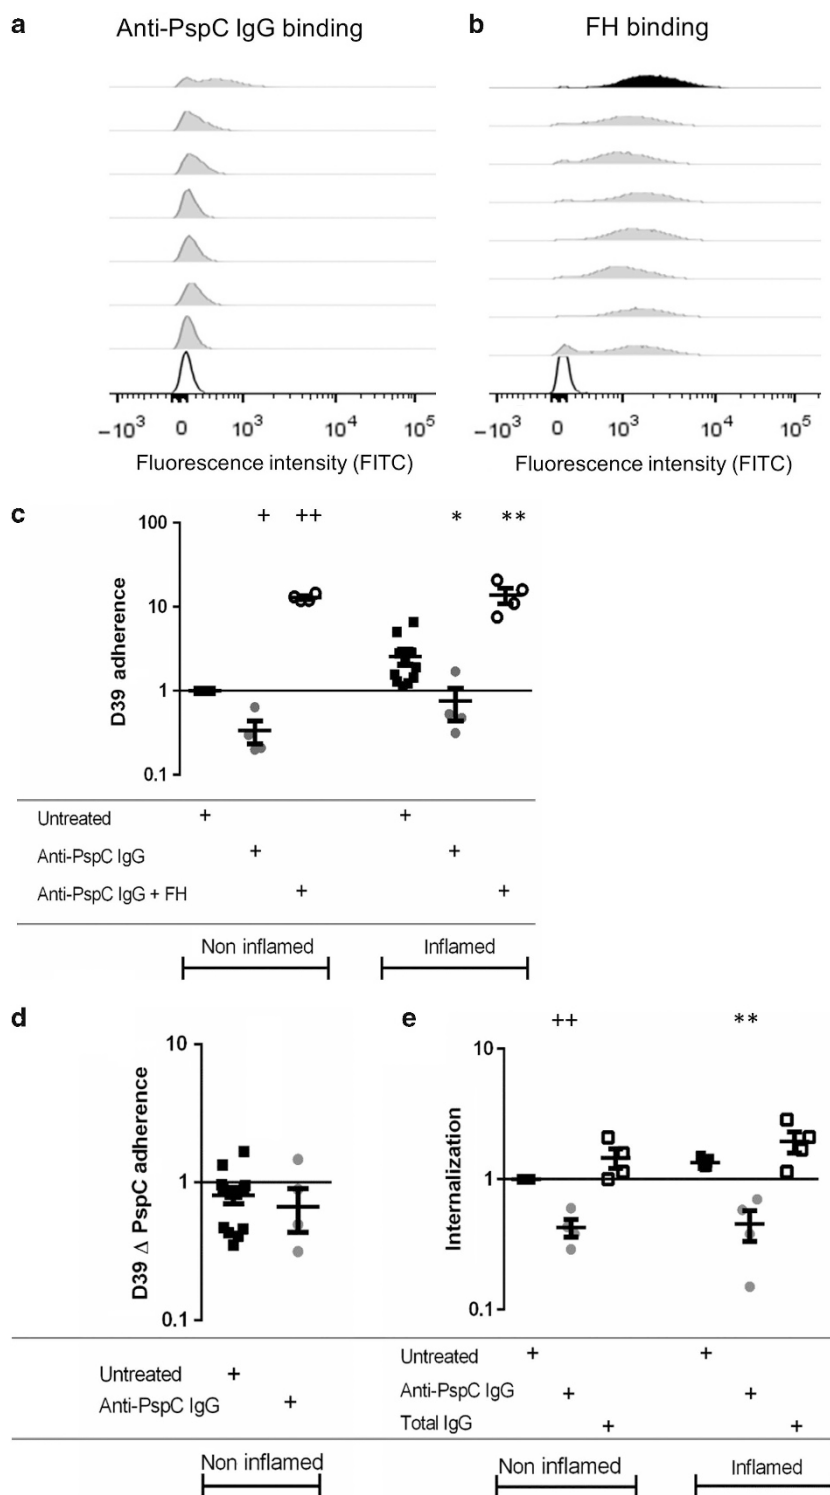 a Anti-PspC IgG binding
b FH binding
−10³ 0 10³ 10⁴ 10⁵
Fluorescence intensity (FITC)
−10³ 0 10³ 10⁴ 10⁵
Fluorescence intensity (FITC)
c
+ ++ * **
D39 adherence
100
10
1
0.1
Untreated + +
Anti-PspC IgG + +
Anti-PspC IgG + FH + +
Non inflamed Inflamed
d
D39 Δ PspC adherence
10
1
0.1
Untreated +
Anti-PspC IgG +
Non inflamed
e
++ **
Internalization
10
1
0.1
Untreated + +
Anti-PspC IgG + +
Total IgG + +
Non inflamed Inflamed